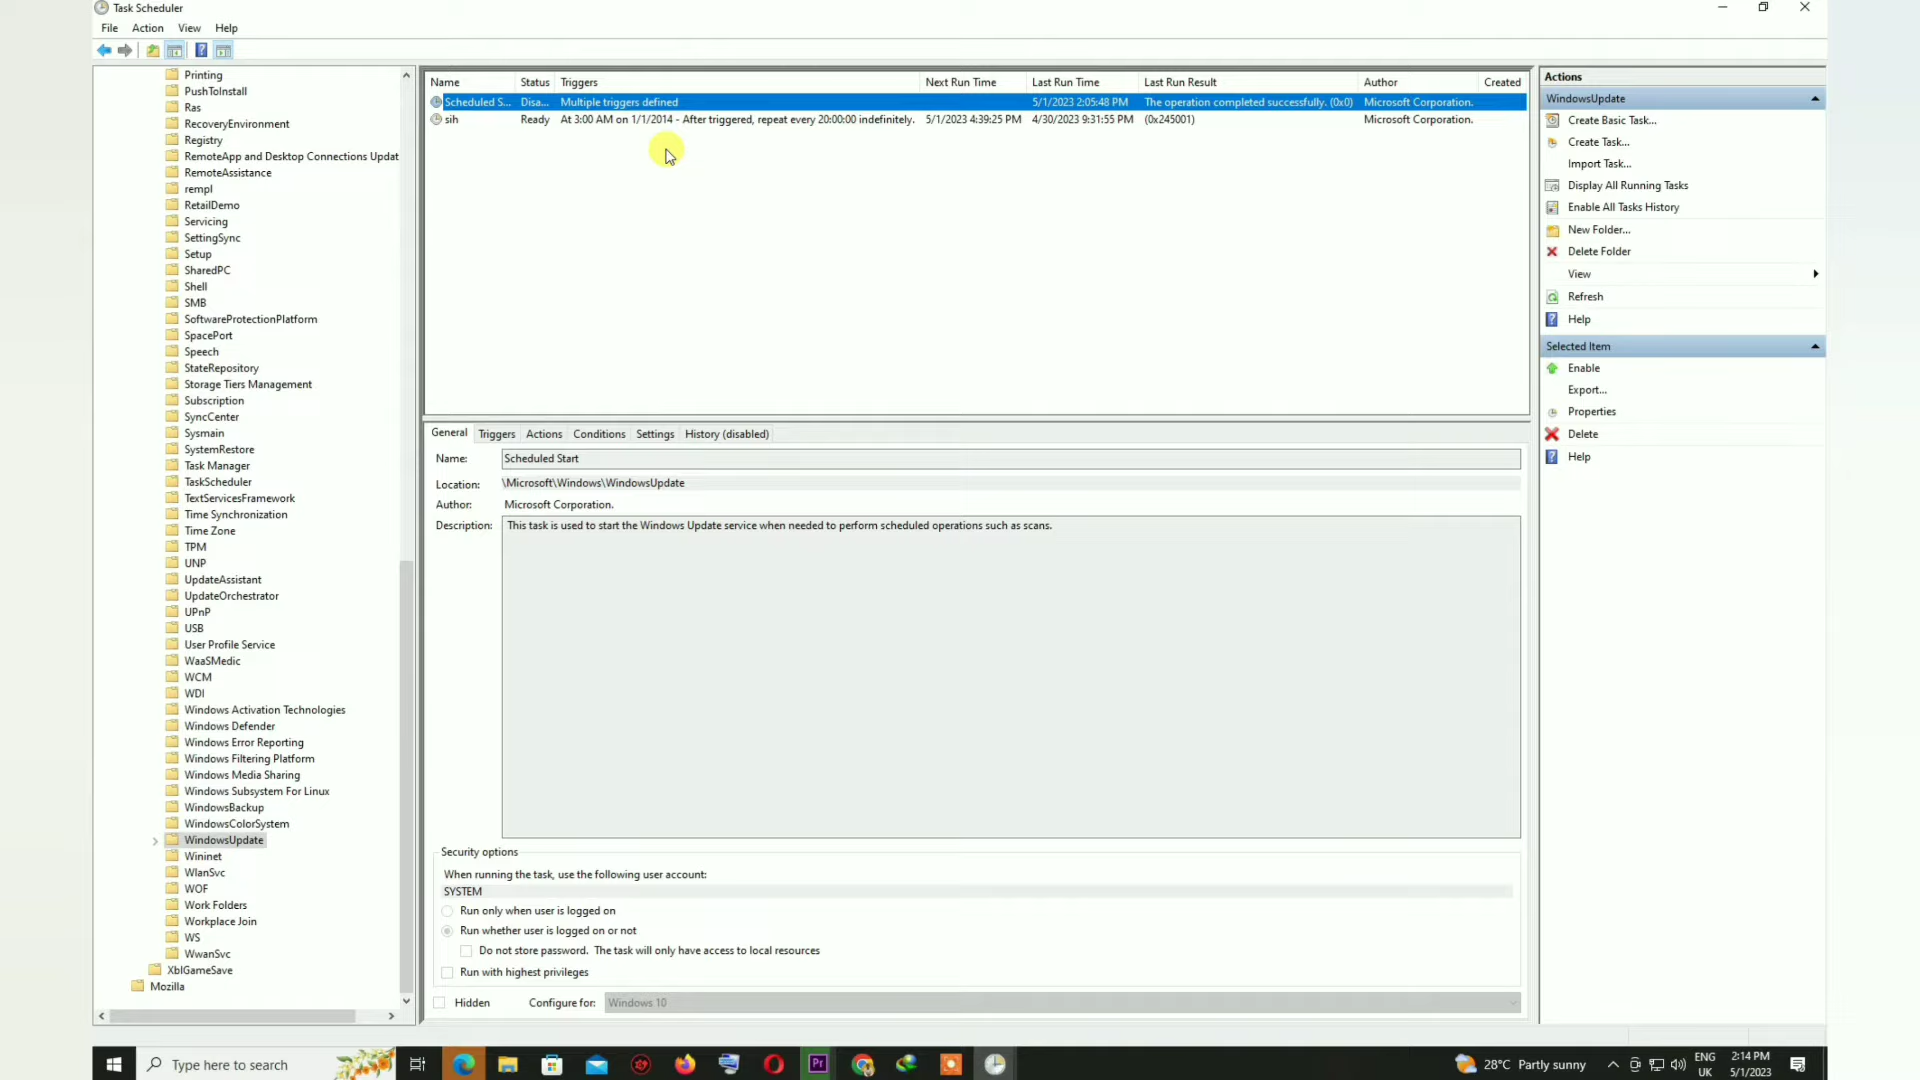 Task Scheduler
File Action View Help
Printing
PushToInstall
Ras
RecoveryEnvironment
Registry
RemoteApp and Desktop Connections Updat
RemoteAssistance
rempl
RetailDemo
Servicing
SettingSync
Setup
SharedPC
Shell
SMB
SoftwareProtectionPlatform
SpacePort
Speech
StateRepository
Storage Tiers Management
Subscription
SyncCenter
Sysmain
SystemRestore
Task Manager
TaskScheduler
TextServicesFramework
Time Synchronization
Time Zone
TPM
UNP
UpdateAssistant
UpdateOrchestrator
UPnP
USB
User Profile Service
WaaSMedic
WCM
WDI
Windows Activation Technologies
Windows Defender
Windows Error Reporting
Windows Filtering Platform
Windows Media Sharing
Windows Subsystem For Linux
WindowsBackup
WindowsColorSystem
WindowsUpdate
Wininet
WlanSvc
WOF
Work Folders
Workplace Join
WS
WwanSvc
XblGameSave
Mozilla
Name Status Triggers Next Run Time Last Run Time Last Run Result Author Created
Scheduled S... Disa... Multiple triggers defined 5/1/2023 2:05:48 PM The operation completed successfully. (0x0) Microsoft Corporation.
sih Ready At 3:00 AM on 1/1/2014 - After triggered, repeat every 20:00:00 indefinitely. 5/1/2023 4:39:25 PM 4/30/2023 9:31:55 PM (0x245001) Microsoft Corporation.
General Triggers Actions Conditions Settings History (disabled)
Name: Scheduled Start
Location: \Microsoft\Windows\WindowsUpdate
Author: Microsoft Corporation.
Description: This task is used to start the Windows Update service when needed to perform scheduled operations such as scans.
Security options
When running the task, use the following user account:
SYSTEM
Run only when user is logged on
Run whether user is logged on or not
Do not store password. The task will only have access to local resources
Run with highest privileges
Hidden Configure for: Windows 10
Actions
WindowsUpdate
Create Basic Task...
Create Task...
Import Task...
Display All Running Tasks
Enable All Tasks History
New Folder...
Delete Folder
View
Refresh
Help
Selected Item
Enable
Export...
Properties
Delete
Help
Type here to search
Pr
28°C Partly sunny
ENG
UK
2:14 PM
5/1/2023